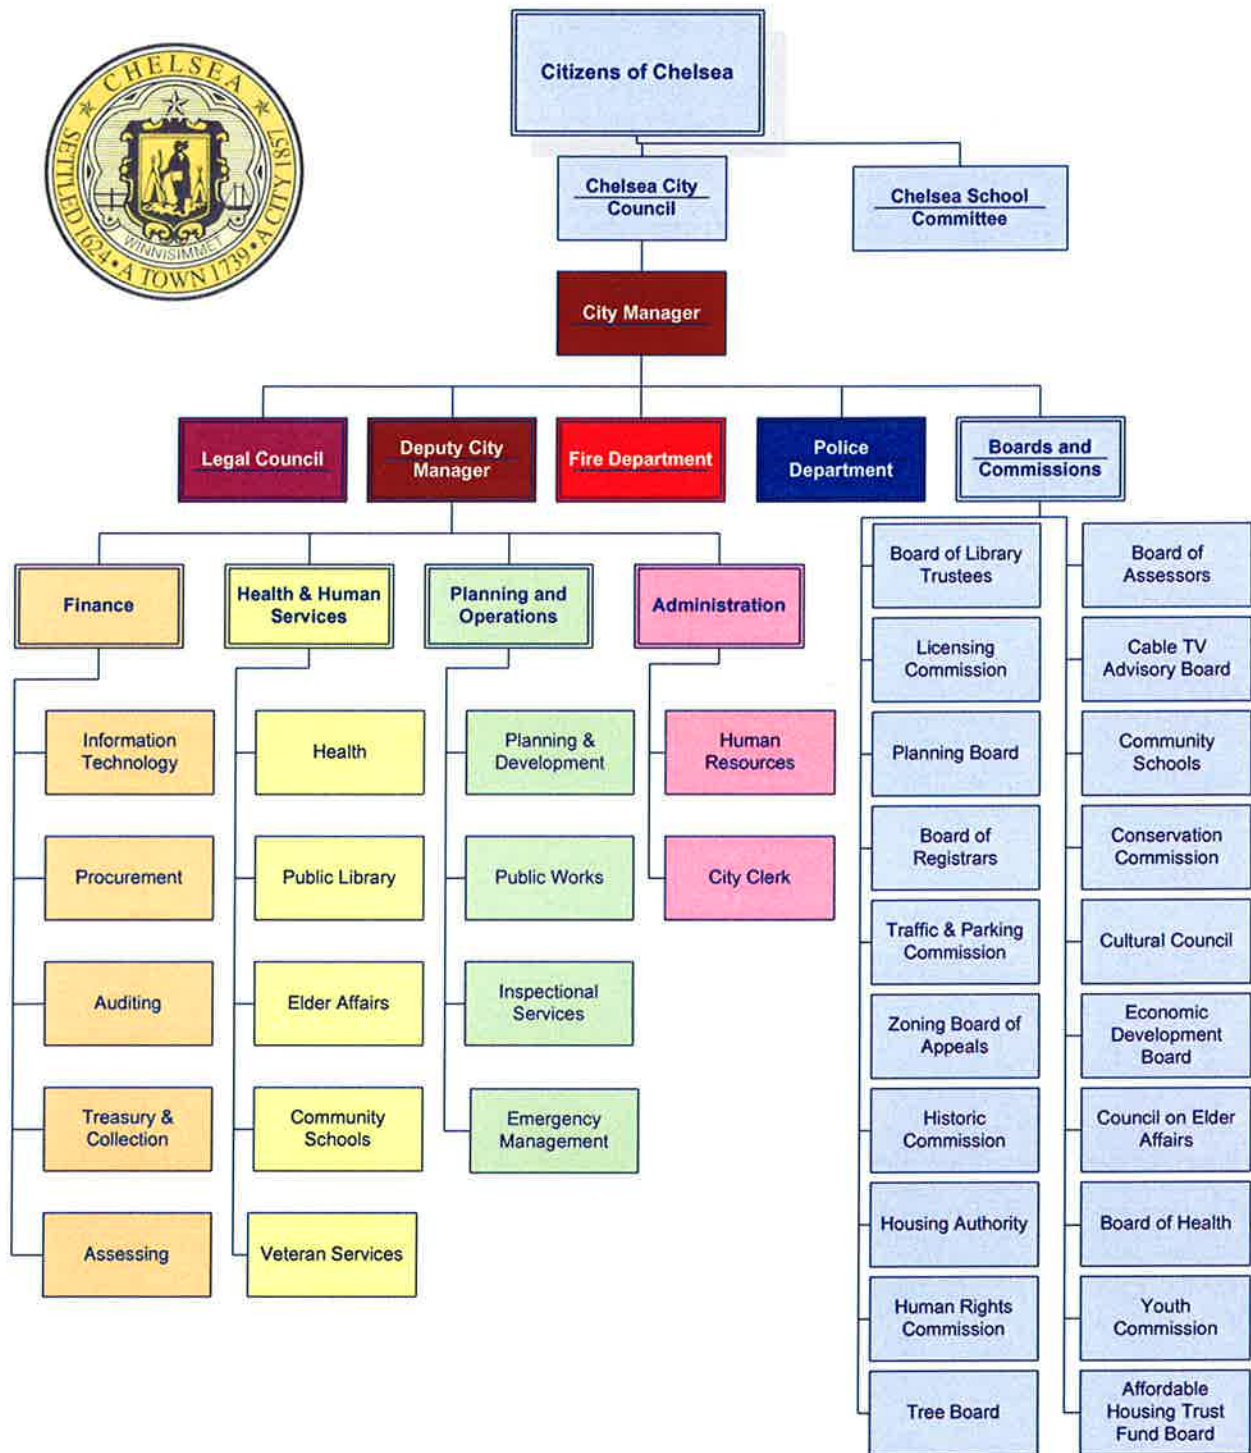 CHELSEA
SETTLED 1624 • A TOWN 1739 • A CITY 1857
WINNISIMMET
Citizens of Chelsea
Chelsea City
Council
Chelsea School
Committee
City Manager
Legal Council
Deputy City
Manager
Fire Department
Police
Department
Boards and
Commissions
Finance
Health & Human
Services
Planning and
Operations
Administration
Information
Technology
Procurement
Auditing
Treasury &
Collection
Assessing
Health
Public Library
Elder Affairs
Community
Schools
Veteran Services
Planning &
Development
Public Works
Inspectional
Services
Emergency
Management
Human
Resources
City Clerk
Board of Library
Trustees
Licensing
Commission
Planning Board
Board of
Registrars
Traffic & Parking
Commission
Zoning Board of
Appeals
Historic
Commission
Housing Authority
Human Rights
Commission
Tree Board
Board of
Assessors
Cable TV
Advisory Board
Community
Schools
Conservation
Commission
Cultural Council
Economic
Development
Board
Council on Elder
Affairs
Board of Health
Youth
Commission
Affordable
Housing Trust
Fund Board